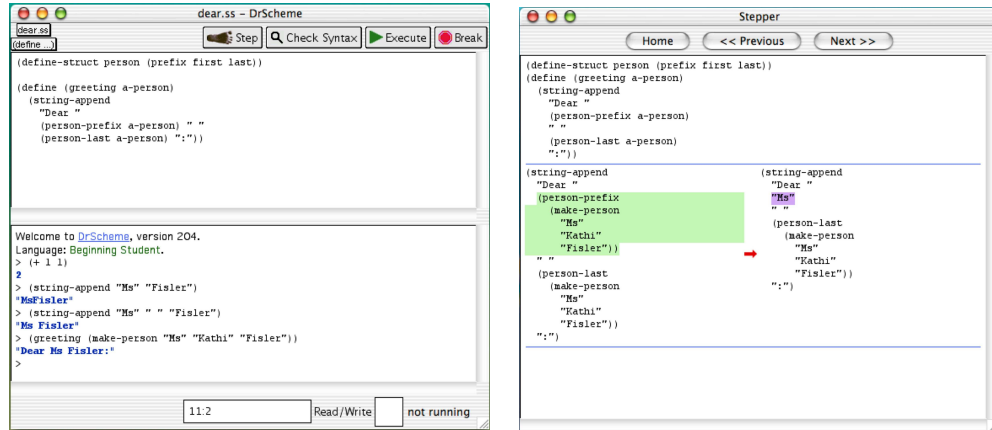 dear.ss - DrScheme
dear.ss
(define ...)
Step Check Syntax Execute Break
(define-struct person (prefix first last))
(define (greeting a-person)
(string-append
"Dear "
(person-prefix a-person) " "
(person-last a-person) ":"))
Welcome to DrScheme, version 204.
Language: Beginning Student.
> (+ 1 1)
2
> (string-append "Ms" "Fisler")
"MsFisler"
> (string-append "Ms" " " "Fisler")
"Ms Fisler"
> (greeting (make-person "Ms" "Kathi" "Fisler"))
"Dear Ms Fisler:"
>
11:2 Read/Write not running
Stepper
Home << Previous Next >>
(define-struct person (prefix first last))
(define (greeting a-person)
(string-append
"Dear "
(person-prefix a-person)
" "
(person-last a-person)
":"))
(string-append
"Dear "
(person-prefix
(make-person
"Ms"
"Kathi"
"Fisler"))
" "
(person-last
(make-person
"Ms"
"Kathi"
"Fisler"))
":")
(string-append
"Dear "
"Ms"
" "
(person-last
(make-person
"Ms"
"Kathi"
"Fisler"))
":")